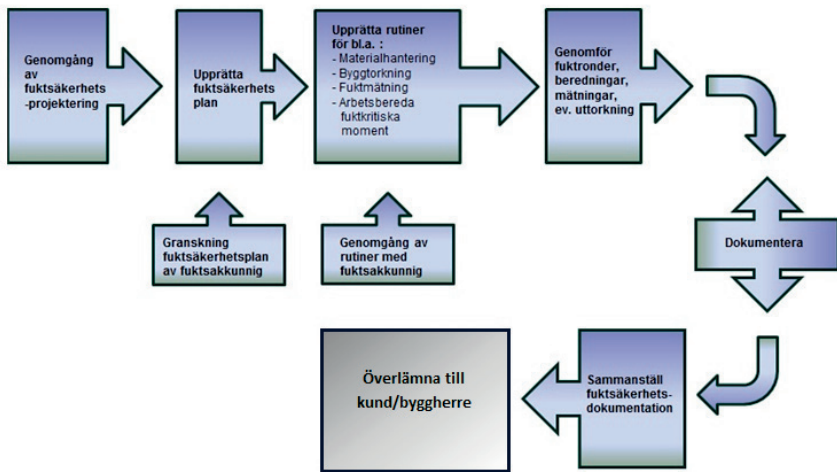 Genomgång
av
fuktsäkerhets
-projektering
Upprätta
fuktsäkerhets
plan
Upprätta rutiner
för bl.a. :
- Materialhantering
- Byggtorkning
- Fuktmätning
- Arbetsbereda
fuktkritiska
moment
Genomför
fuktronder,
beredningar,
mätningar,
ev. uttorkning
Granskning
fuktsäkerhetsplan
av fuktsakkunnig
Genomgång av
rutiner med
fuktsakkunnig
Dokumentera
Sammanställ
fuktsäkerhets-
dokumentation
Överlämna till
kund/byggherre